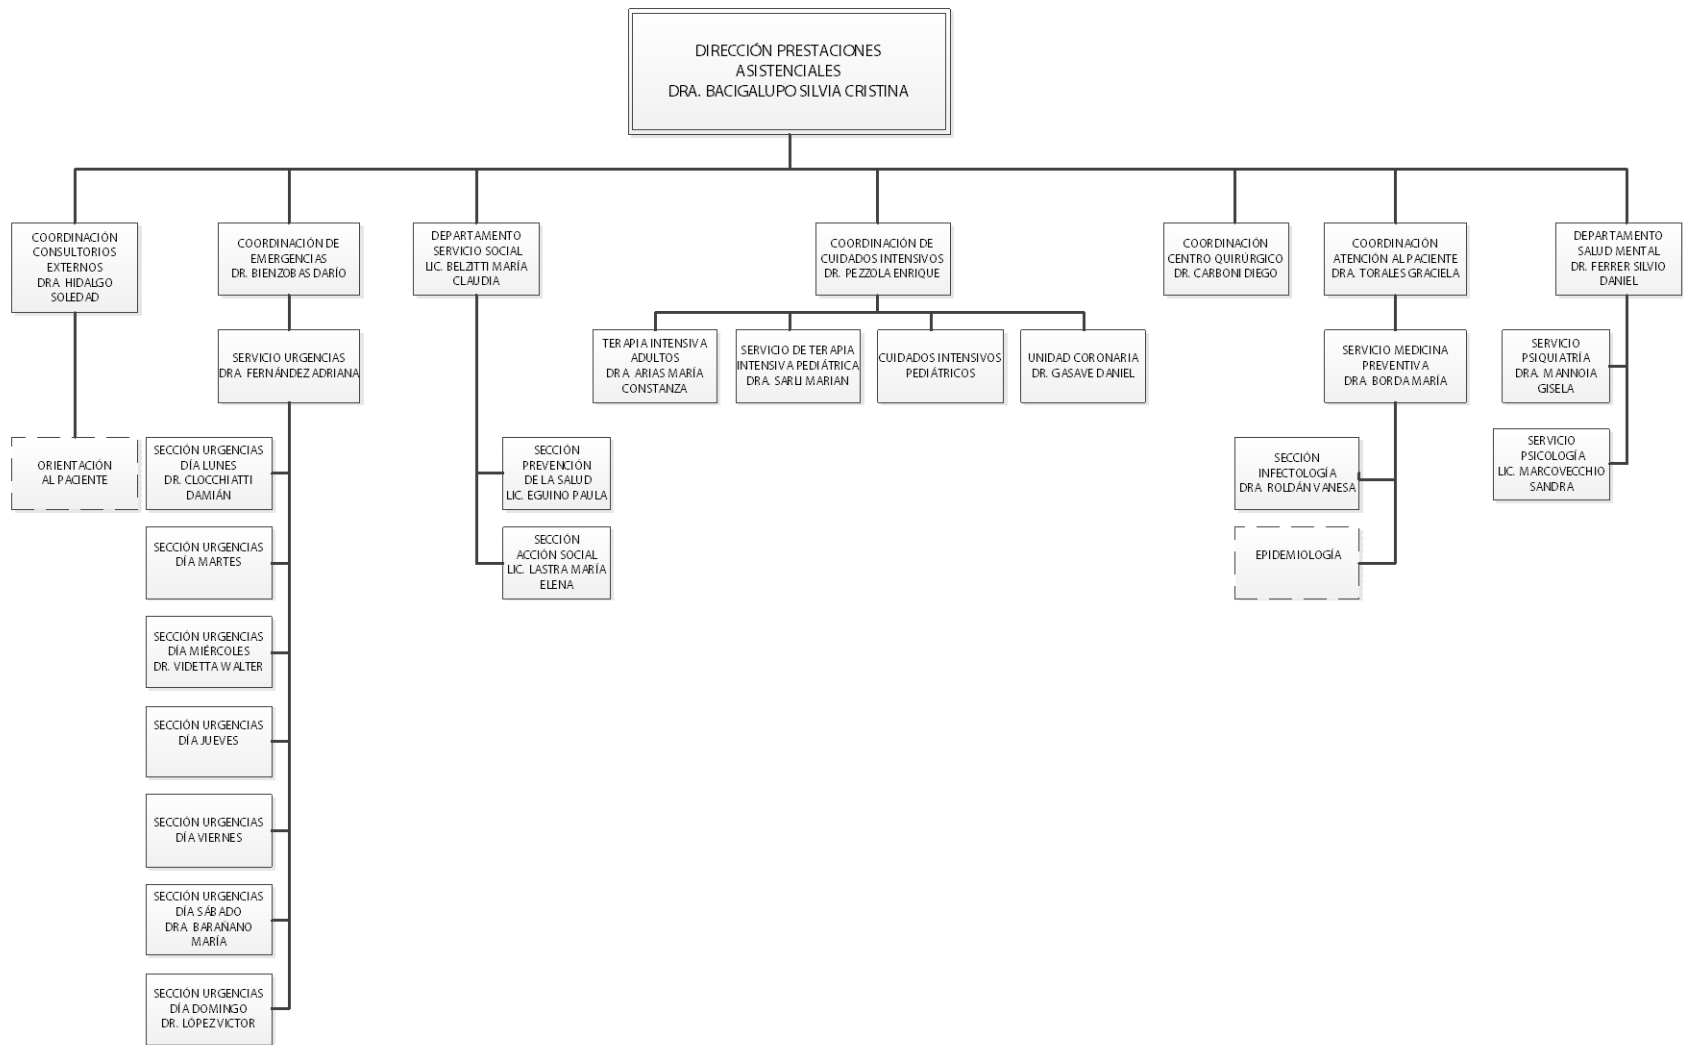 DIRECCIÓN PRESTACIONES
ASISTENCIALES
DRA. BACIGALUPO SILVIA CRISTINA
COORDINACIÓN
CONSULTORIOS
EXTERNOS
DRA. HIDALGO
SOLEDAD
COORDINACIÓN DE
EMERGENCIAS
DR. BIENZOBAS DARÍO
DEPARTAMENTO
SERVICIO SOCIAL
LIC. BELZITTI MARÍA
CLAUDIA
COORDINACIÓN DE
CUIDADOS INTENSIVOS
DR. PEZZOLA ENRIQUE
COORDINACIÓN
CENTRO QUIRÚRGICO
DR. CARBONI DIEGO
COORDINACIÓN
ATENCIÓN AL PACIENTE
DRA. TORALES GRACIELA
DEPARTAMENTO
SALUD MENTAL
DR. FERRER SILVIO
DANIEL
SERVICIO URGENCIAS
DRA. FERNÁNDEZ ADRIANA
TERAPIA INTENSIVA
ADULTOS
DRA. ARIAS MARÍA
CONSTANZA
SERVICIO DE TERAPIA
INTENSIVA PEDIÁTRICA
DRA. SARLI MARIAN
CUIDADOS INTENSIVOS
PEDIÁTRICOS
UNIDAD CORONARIA
DR. GASAVE DANIEL
SERVICIO MEDICINA
PREVENTIVA
DRA. BORDA MARÍA
SERVICIO
PSIQUIATRÍA
DRA. MANNOIA
GISELA
ORIENTACIÓN
AL PACIENTE
SECCIÓN URGENCIAS
DÍA LUNES
DR. CLOCCHIATTI
DAMIÁN
SECCIÓN
PREVENCIÓN
DE LA SALUD
LIC. EGUINO PAULA
SECCIÓN
INFECTOLOGÍA
DRA. ROLDÁN VANESA
SERVICIO
PSICOLOGÍA
LIC. MARCOVECCHIO
SANDRA
SECCIÓN URGENCIAS
DÍA MARTES
SECCIÓN
ACCIÓN SOCIAL
LIC. LASTRA MARÍA
ELENA
EPIDEMIOLOGÍA
SECCIÓN URGENCIAS
DÍA MIÉRCOLES
DR. VIDETTA WALTER
SECCIÓN URGENCIAS
DÍA JUEVES
SECCIÓN URGENCIAS
DÍA VIERNES
SECCIÓN URGENCIAS
DÍA SÁBADO
DRA. BARAÑANO
MARÍA
SECCIÓN URGENCIAS
DÍA DOMINGO
DR. LÓPEZ VICTOR